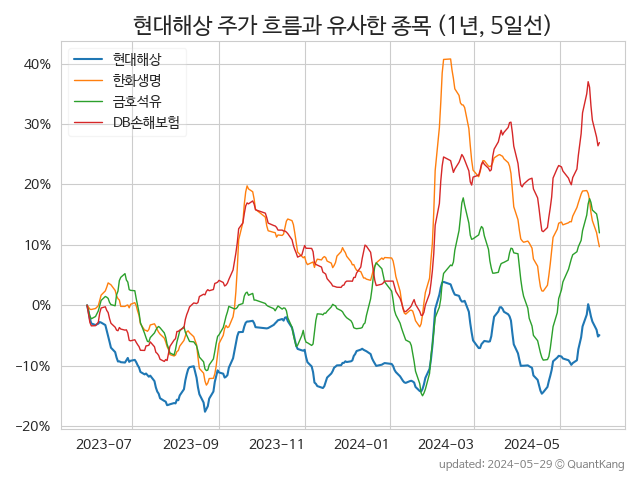 현대해상 주가 흐름과 유사한 종목 (1년, 5일선)
현대해상
한화생명
금호석유
DB손해보험
40%
30%
20%
10%
0%
−10%
−20%
2023-07
2023-09
2023-11
2024-01
2024-03
2024-05
updated: 2024-05-29 © QuantKang